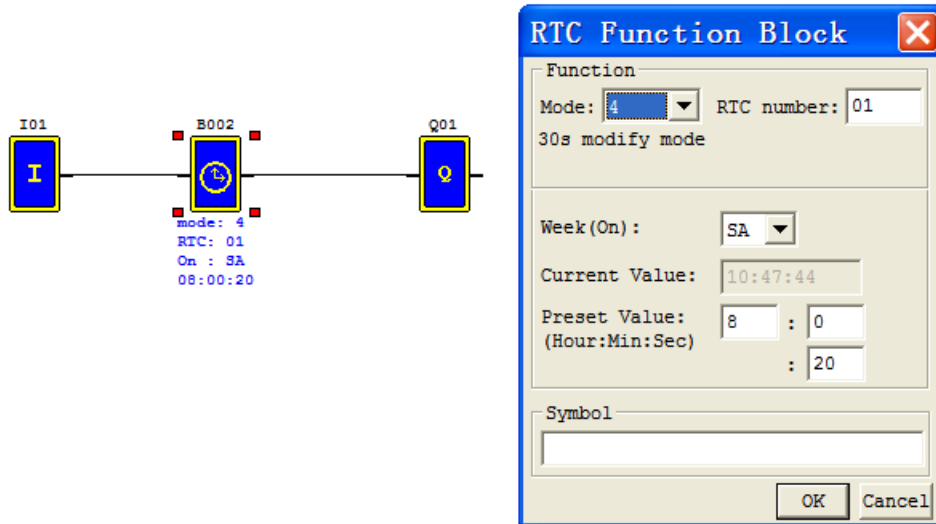 I01
B002
Q01
I
Q
mode: 4
RTC: 01
On : SA
08:00:20
RTC Function Block
Function
Mode: 4 RTC number: 01
30s modify mode
Week(On): SA
Current Value: 10:47:44
Preset Value: 8 : 0
(Hour:Min:Sec)
: 20
Symbol
OK Cancel